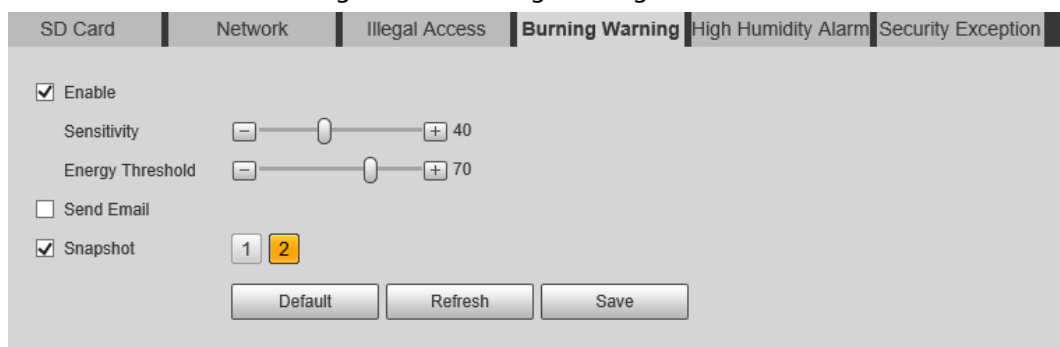 SD Card Network Illegal Access Burning Warning High Humidity Alarm Security Exception
Enable
Sensitivity 40
Energy Threshold 70
Send Email
Snapshot 1 2
Default Refresh Save